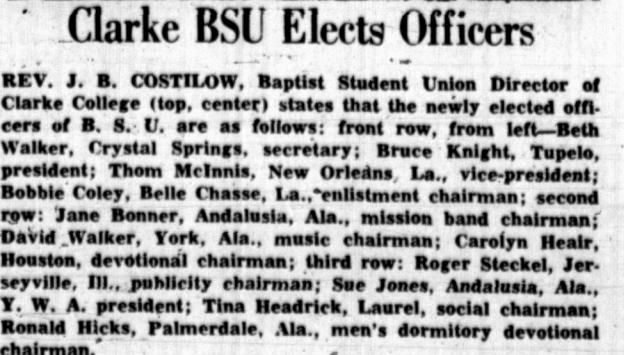 Clarke BSU Elects Officers
REV. J. B. COSTILOW, Baptist Student Union Director of
Clarke College (top, center) states that the newly elected offi-
cers of B. S. U. are as follows: front row, from left—Beth
Walker, Crystal Springs, secretary; Bruce Knight, Tupelo,
president; Thom McInnis, New Orleans, La., vice-president;
Bobbie Coley, Belle Chasse, La., enlistment chairman; second
row: Jane Bonner, Andalusia, Ala., mission band chairman;
David Walker, York, Ala., music chairman; Carolyn Heair,
Houston, devotional chairman; third row: Roger Steckel, Jer-
seyville, Ill., publicity chairman; Sue Jones, Andalusia, Ala.,
Y. W. A. president; Tina Headrick, Laurel, social chairman;
Ronald Hicks, Palmerdale, Ala., men's dormitory devotional
chairman.